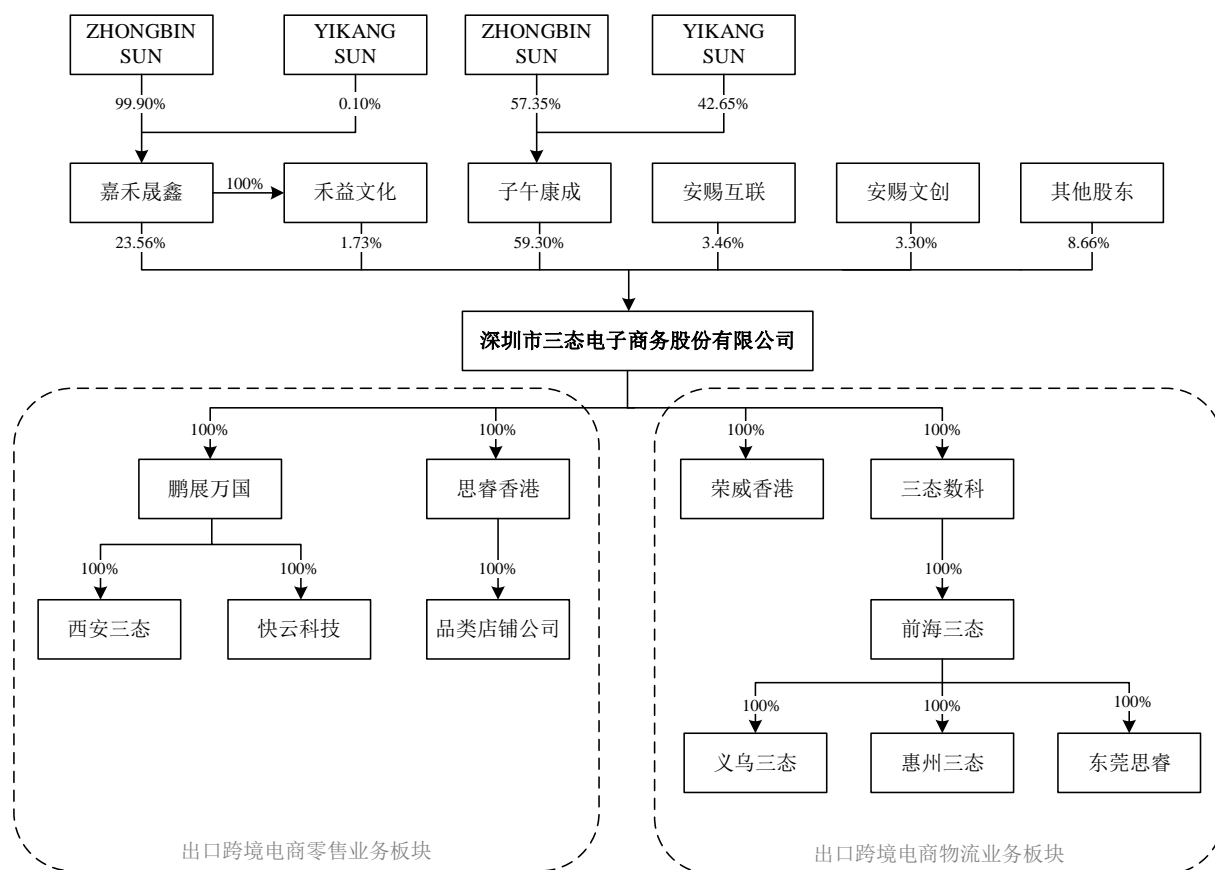 ZHONGBIN
SUN
YIKANG
SUN
ZHONGBIN
SUN
YIKANG
SUN
99.90%
0.10%
57.35%
42.65%
嘉禾晟鑫
100%
禾益文化
子午康成
安赐互联
安赐文创
其他股东
23.56%
1.73%
59.30%
3.46%
3.30%
8.66%
深圳市三态电子商务股份有限公司
100%
100%
100%
100%
鹏展万国
思睿香港
荣威香港
三态数科
100%
100%
100%
100%
西安三态
快云科技
品类店铺公司
前海三态
100%
100%
100%
义乌三态
惠州三态
东莞思睿
出口跨境电商零售业务板块
出口跨境电商物流业务板块